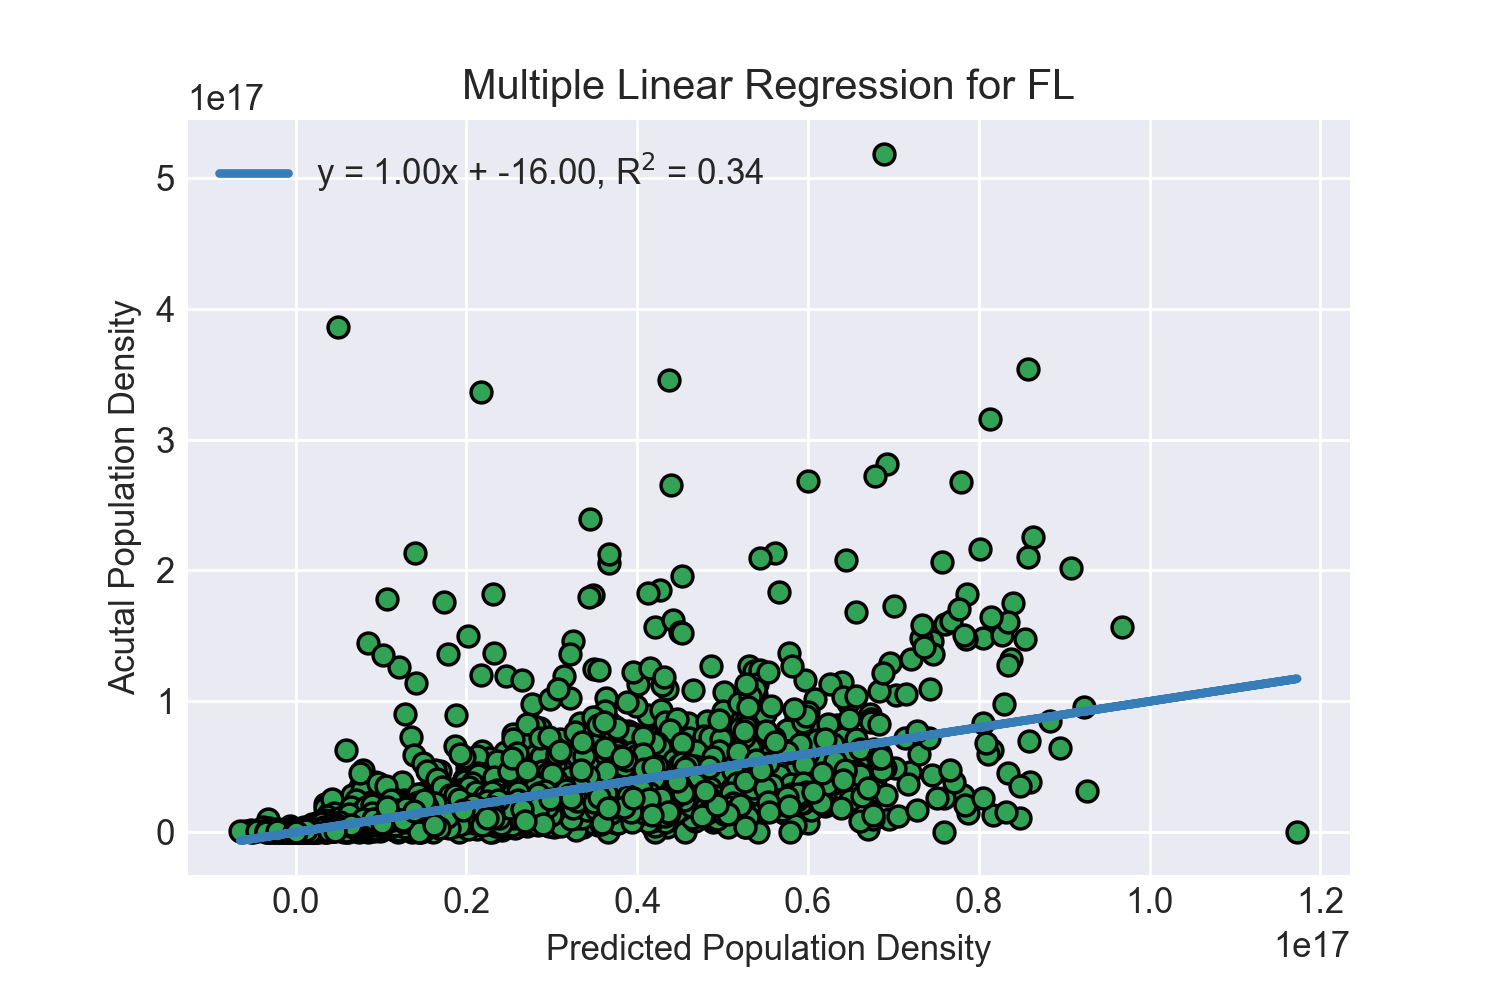 Multiple Linear Regression for FL
1e17
y = 1.00x + -16.00, R² = 0.34
5
4
3
2
1
0
Acutal Population Density
0.0 0.2 0.4 0.6 0.8 1.0 1.2
Predicted Population Density
1e17